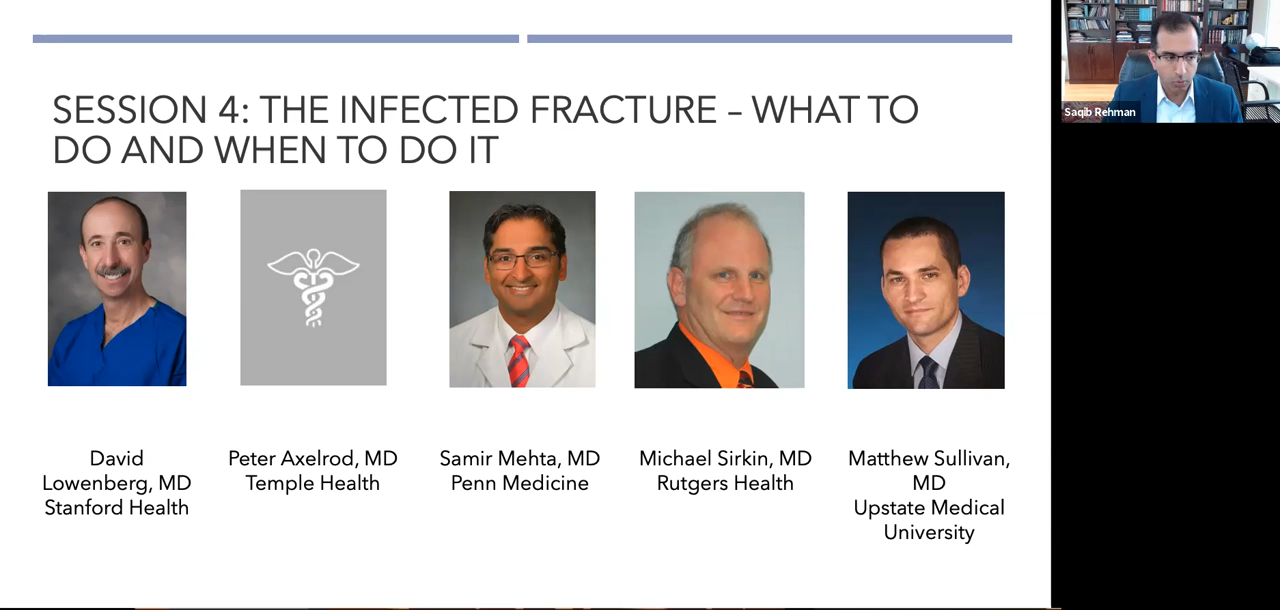 SESSION 4: THE INFECTED FRACTURE – WHAT TO
DO AND WHEN TO DO IT
Saqib Rehman
David
Lowenberg, MD
Stanford Health
Peter Axelrod, MD
Temple Health
Samir Mehta, MD
Penn Medicine
Michael Sirkin, MD
Rutgers Health
Matthew Sullivan,
MD
Upstate Medical
University